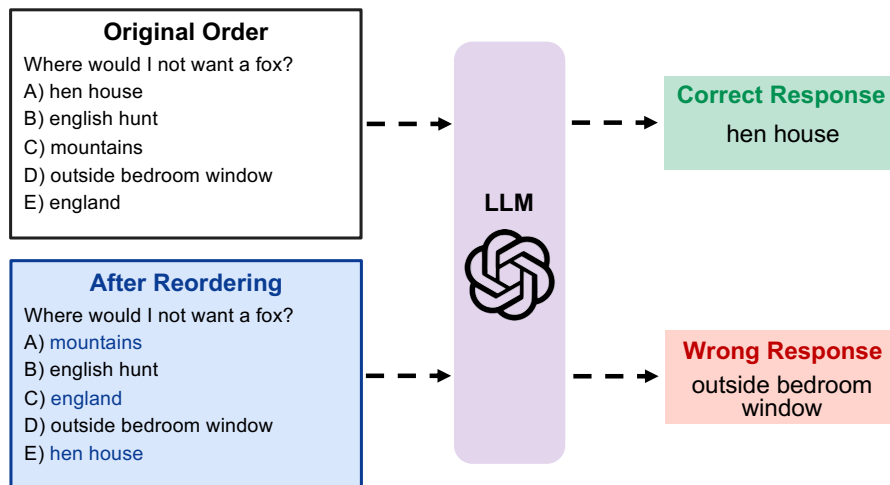 Original Order
Where would I not want a fox?
A) hen house
B) english hunt
C) mountains
D) outside bedroom window
E) england
After Reordering
Where would I not want a fox?
A) mountains
B) english hunt
C) england
D) outside bedroom window
E) hen house
LLM
Correct Response
hen house
Wrong Response
outside bedroom
window